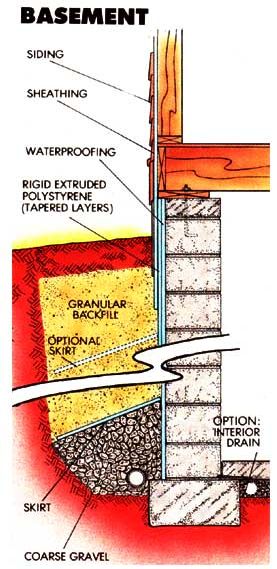 BASEMENT
SIDING
SHEATHING
WATERPROOFING
RIGID EXTRUDED
POLYSTYRENE
(TAPERED LAYERS)
GRANULAR
BACKFILL
OPTIONAL
SKIRT
OPTION:
INTERIOR
DRAIN
SKIRT
COARSE GRAVEL